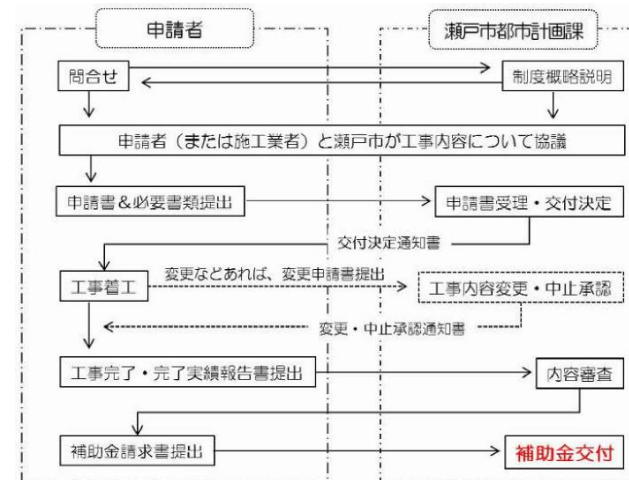 申請者
瀬戸市都市計画課
問合せ
制度概略説明
申請者（または施工業者）と瀬戸市が工事内容について協議
申請書＆必要書類提出
申請書受理・交付決定
交付決定通知書
工事着工
変更などあれば、変更申請書提出
工事内容変更・中止承認
変更・中止承認通知書
工事完了・完了実績報告書提出
内容審査
補助金請求書提出
補助金交付